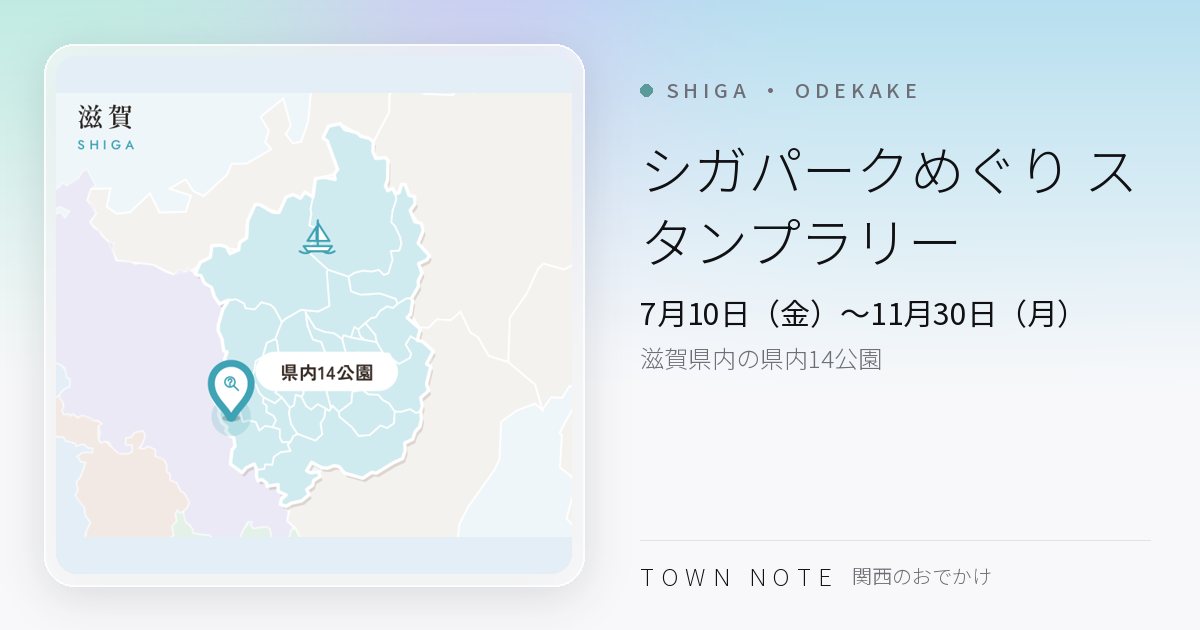 滋賀
SHIGA
県内14公園
SHIGA • ODEKAKE
シガパークめぐり ス
タンプラリー
7月10日（金）〜11月30日（月）
滋賀県内の県内14公園
TOWN NOTE 関西のおでかけ